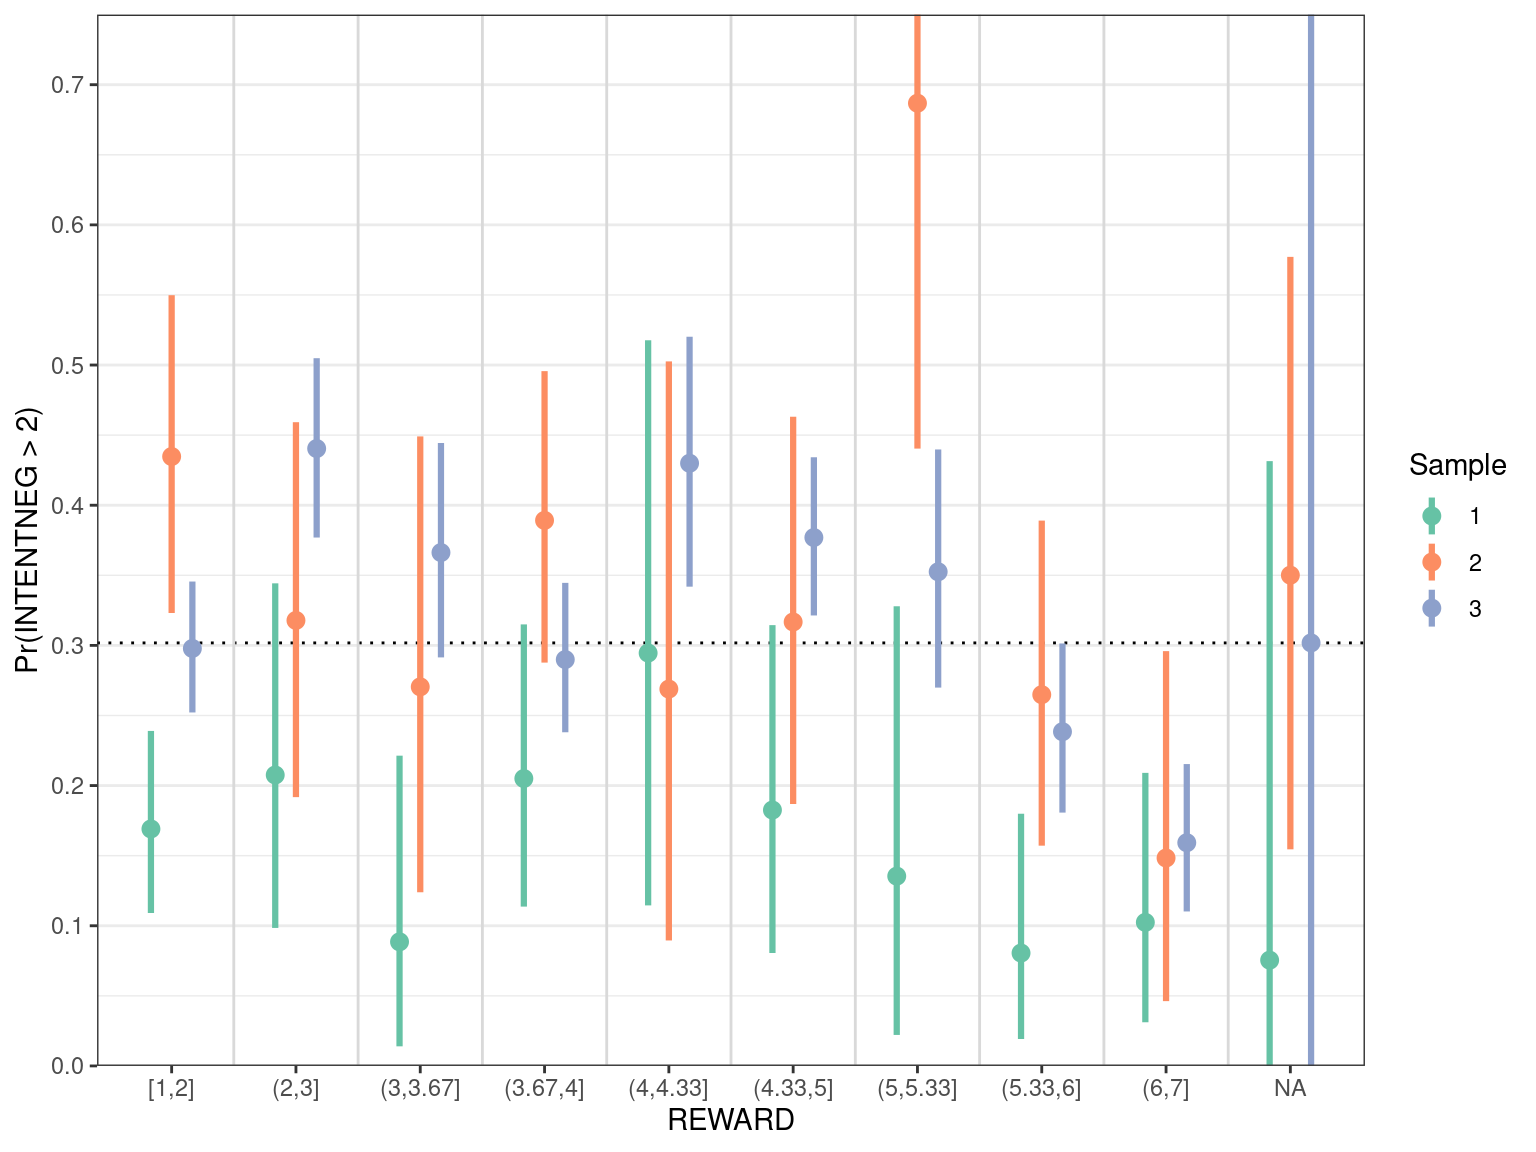 0.7
0.6
0.5
0.4
0.3
0.2
0.1
0.0
Pr(INTENTNEG > 2)
[1,2] (2,3] (3,3.67] (3.67,4] (4,4.33] (4.33,5] (5,5.33] (5.33,6] (6,7] NA
REWARD
Sample
1
2
3